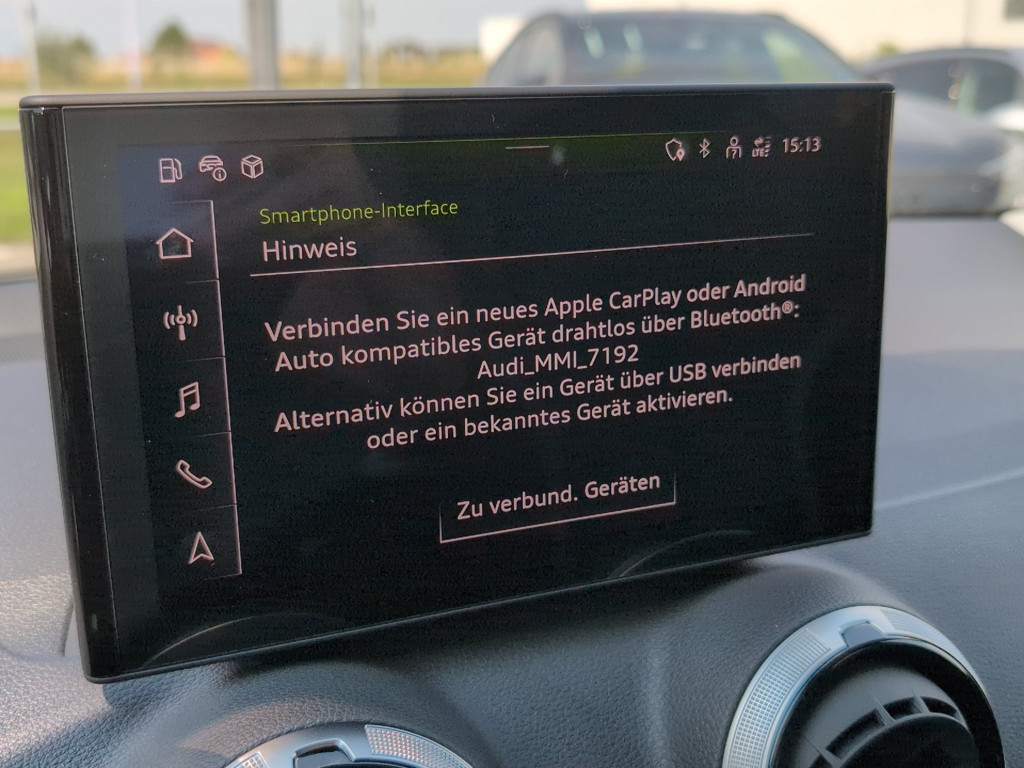 LTE 15:13
Smartphone-Interface
Hinweis
Verbinden Sie ein neues Apple CarPlay oder Android
Auto kompatibles Gerät drahtlos über Bluetooth®:
Audi_MMI_7192
Alternativ können Sie ein Gerät über USB verbinden
oder ein bekanntes Gerät aktivieren.
Zu verbund. Geräten